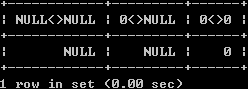 +-----------+---------+------+
| NULL<>NULL | 0<>NULL | 0<>0 |
+-----------+---------+------+
|       NULL |    NULL |    0 |
+-----------+---------+------+
1 row in set (0.00 sec)